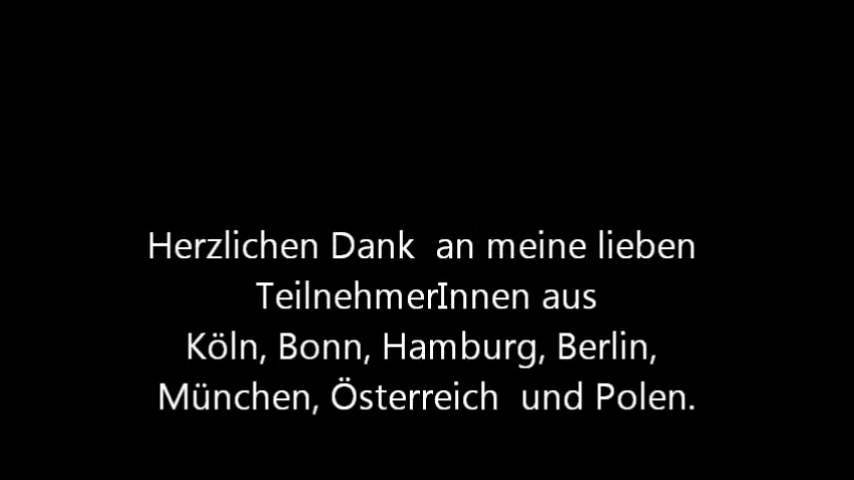 Herzlichen Dank  an meine lieben
TeilnehmerInnen aus
Köln, Bonn, Hamburg, Berlin,
München, Österreich  und Polen.